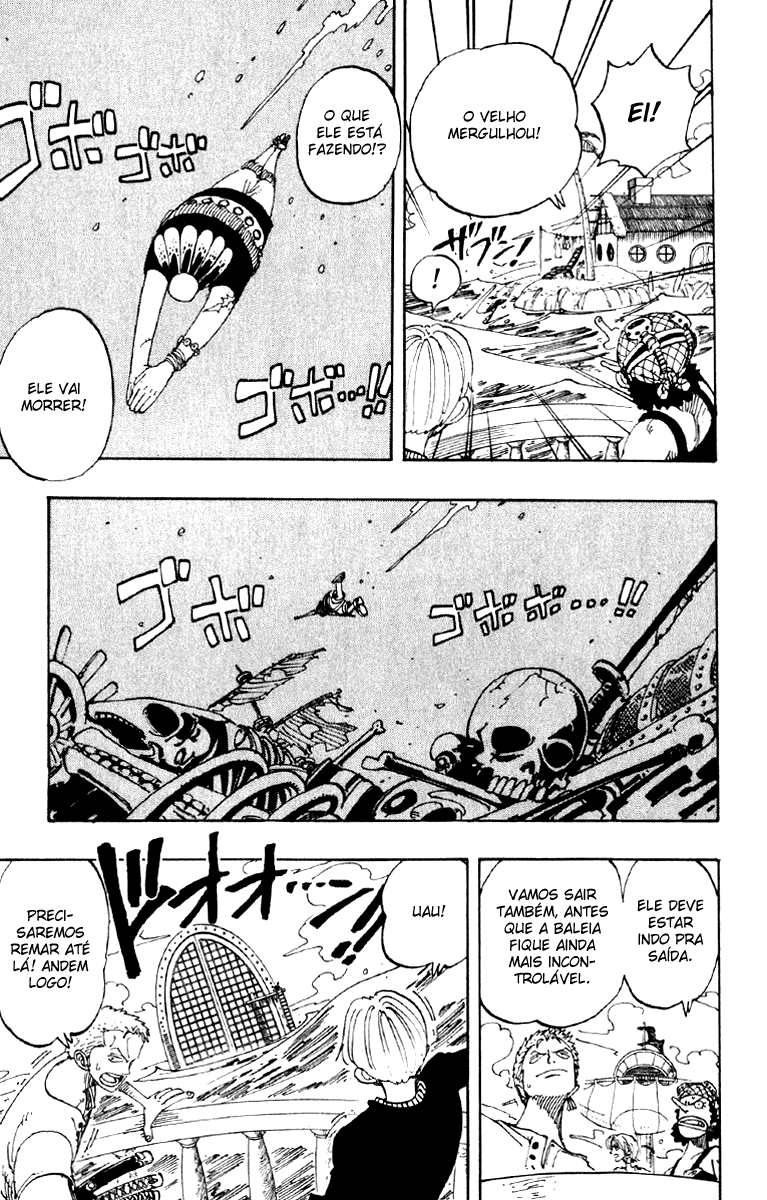 EI!
O VELHO
MERGULHOU!
ザブーン!
!
O QUE
ELE ESTÁ
FAZENDO!?
ゴボゴボ
ELE VAI
MORRER!
ゴボ…!!
ゴボ
ゴボボ…!!
ELE DEVE
ESTAR
INDO PRA
SAÍDA.
VAMOS SAIR
TAMBÉM, ANTES
QUE A BALEIA
FIQUE AINDA
MAIS INCON-
TROLÁVEL.
UAU!
ドオオ…
PRECI-
SAREMOS
REMAR ATÉ
LÁ! ANDEM
LOGO!